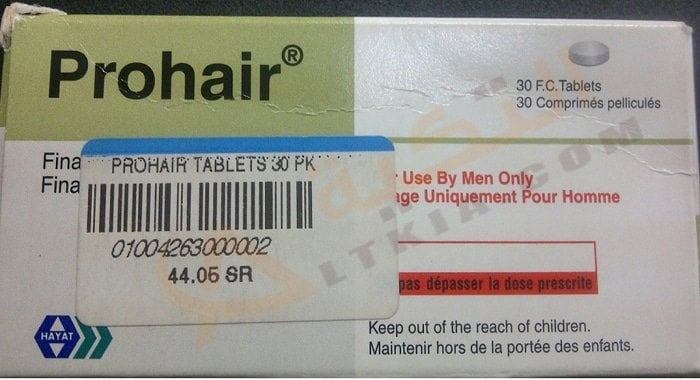 Prohair®
30 F.C.Tablets
30 Comprimés pelliculés
Fina
Fina
PROHAIR TABLETS 30 PK
01004263000002
44.05 SR
r Use By Men Only
age Uniquement Pour Homme
pas dépasser la dose prescrite
HAYAT
Keep out of the reach of children.
Maintenir hors de la portée des enfants.
LTKIA.COM